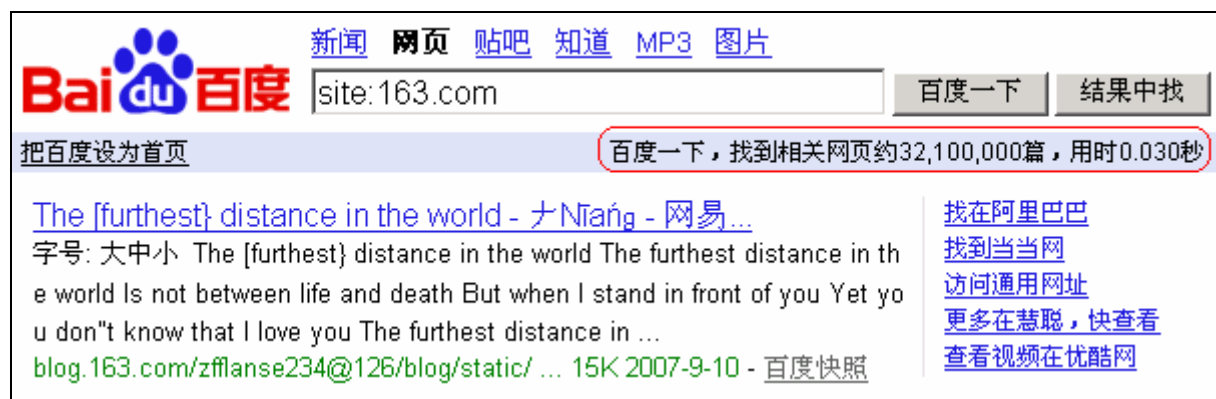 新闻 网页 贴吧 知道 MP3 图片
Bai du 百度 site:163.com 百度一下 结果中找
把百度设为首页 百度一下，找到相关网页约32,100,000篇，用时0.030秒
The [furthest} distance in the world - ナNīańg - 网易...
字号: 大中小 The [furthest} distance in the world The furthest distance in th
e world Is not between life and death But when I stand in front of you Yet yo
u don"t know that I love you The furthest distance in ...
blog.163.com/zfflanse234@126/blog/static/ ... 15K 2007-9-10 - 百度快照
找在阿里巴巴
找到当当网
访问通用网址
更多在慧聪，快查看
查看视频在优酷网